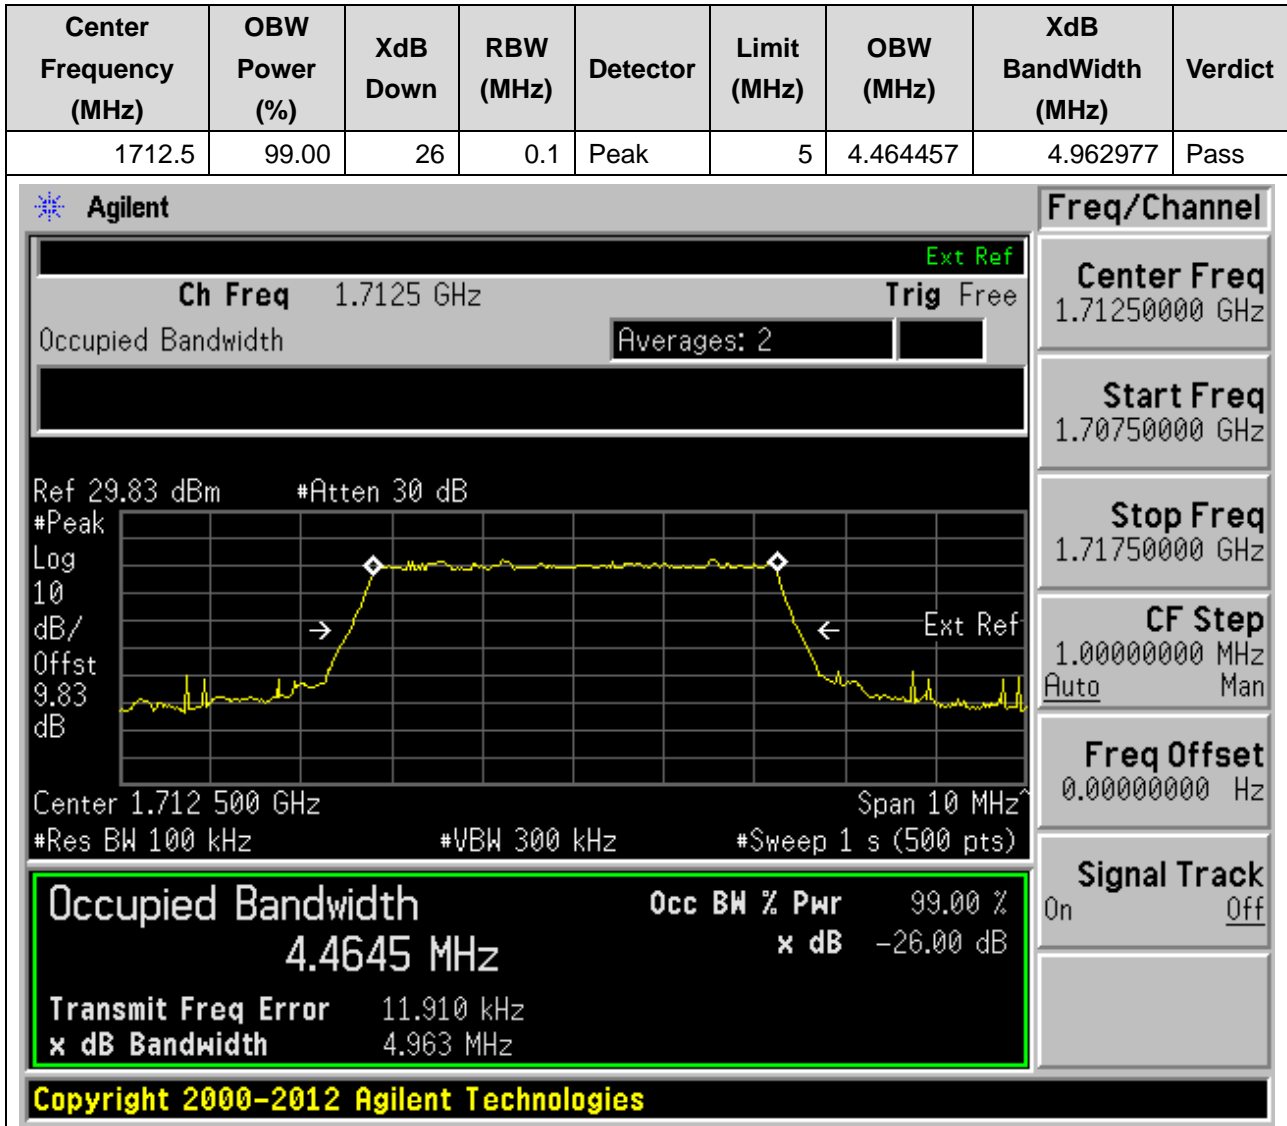 Center Frequency (MHz) OBW Power (%) XdB Down RBW (MHz) Detector Limit (MHz) OBW (MHz) XdB BandWidth (MHz) Verdict
1712.5 99.00 26 0.1 Peak 5 4.464457 4.962977 Pass
Agilent
Freq/Channel
Ext Ref
Ch Freq 1.7125 GHz Trig Free
Occupied Bandwidth Averages: 2
Center Freq
1.71250000 GHz
Start Freq
1.70750000 GHz
Stop Freq
1.71750000 GHz
CF Step
1.00000000 MHz
Auto Man
Freq Offset
0.00000000 Hz
Signal Track
On Off
Ref 29.83 dBm #Atten 30 dB
#Peak
Log
10
dB/
Offst
9.83
dB
Ext Ref
Center 1.712 500 GHz Span 10 MHz^
#Res BW 100 kHz #VBW 300 kHz #Sweep 1 s (500 pts)
Occupied Bandwidth Occ BW % Pwr 99.00 %
4.4645 MHz x dB -26.00 dB
Transmit Freq Error 11.910 kHz
x dB Bandwidth 4.963 MHz
Copyright 2000-2012 Agilent Technologies